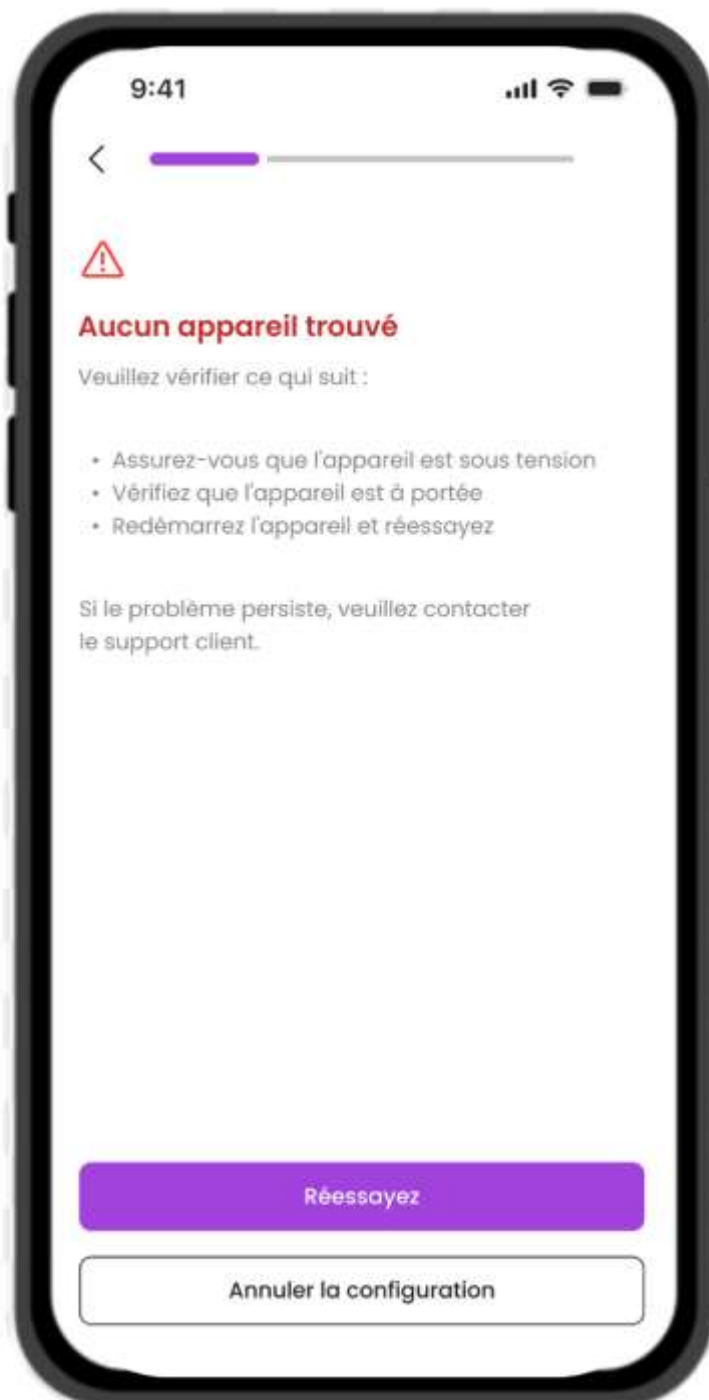 9:41
Aucun appareil trouvé
Veuillez vérifier ce qui suit :
• Assurez-vous que l'appareil est sous tension
• Vérifiez que l'appareil est à portée
• Redémarrez l'appareil et réessayez
Si le problème persiste, veuillez contacter
le support client.
Réessayez
Annuler la configuration